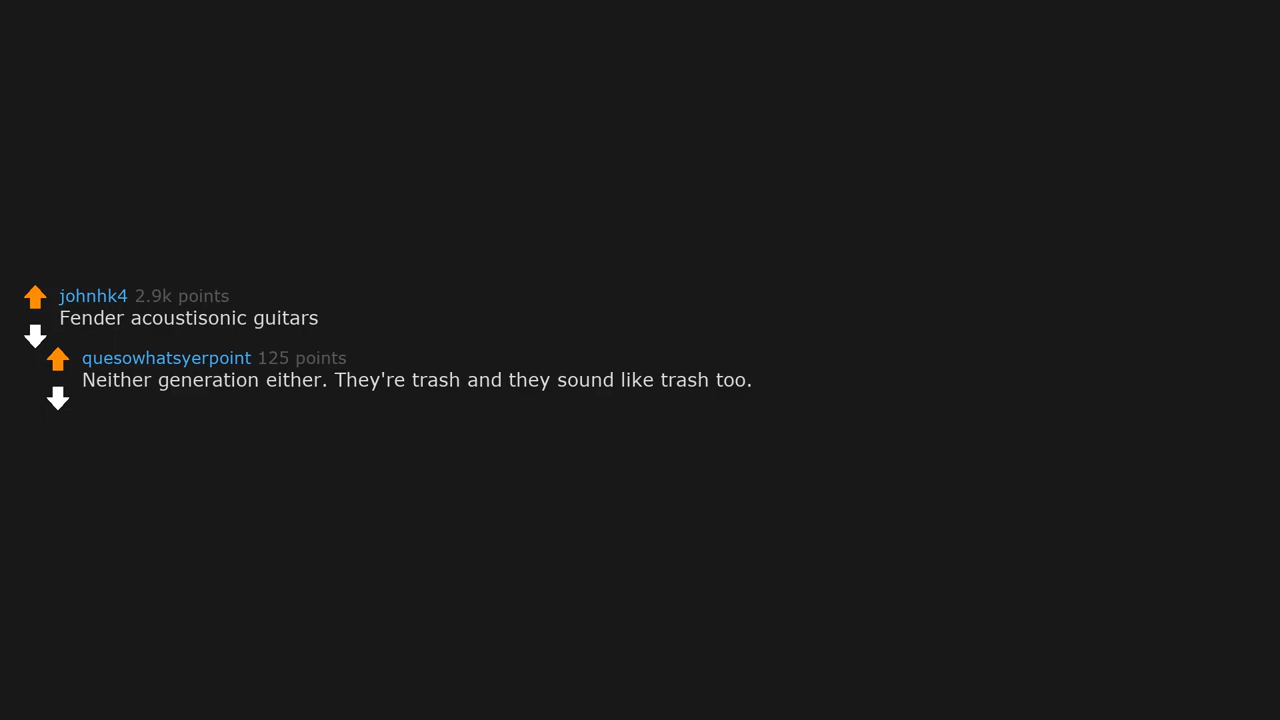 johnhk4 2.9k points
Fender acoustisonic guitars
quesowhatsyerpoint 125 points
Neither generation either. They're trash and they sound like trash too.